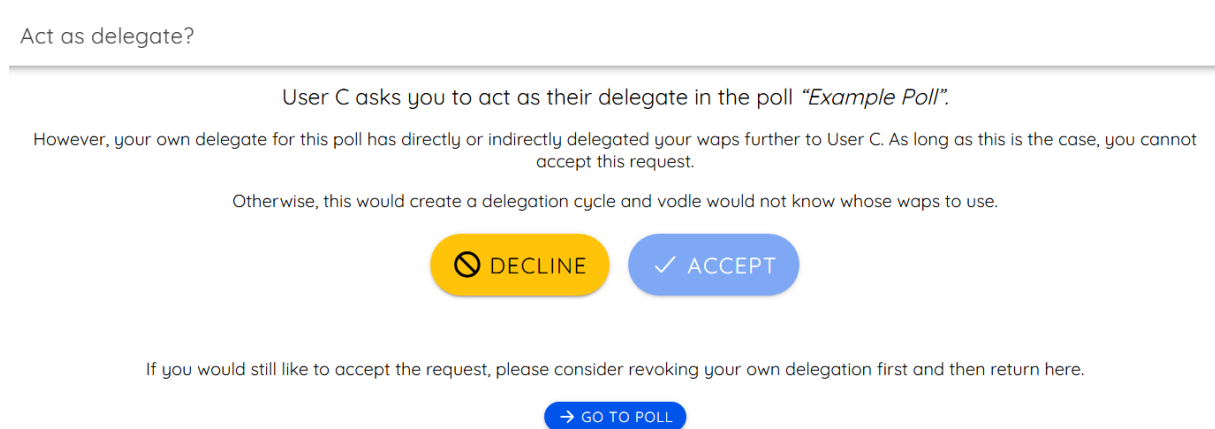 Act as delegate?
User C asks you to act as their delegate in the poll “Example Poll”.
However, your own delegate for this poll has directly or indirectly delegated your waps further to User C. As long as this is the case, you cannot
accept this request.
Otherwise, this would create a delegation cycle and vodle would not know whose waps to use.
DECLINE
ACCEPT
If you would still like to accept the request, please consider revoking your own delegation first and then return here.
GO TO POLL